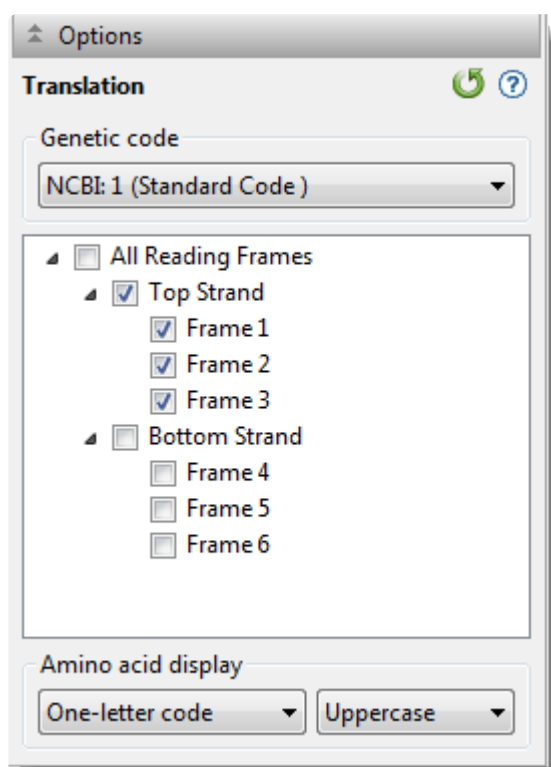 Options
Translation ?
Genetic code
NCBI: 1 (Standard Code )
All Reading Frames
Top Strand
Frame 1
Frame 2
Frame 3
Bottom Strand
Frame 4
Frame 5
Frame 6
Amino acid display
One-letter code Uppercase